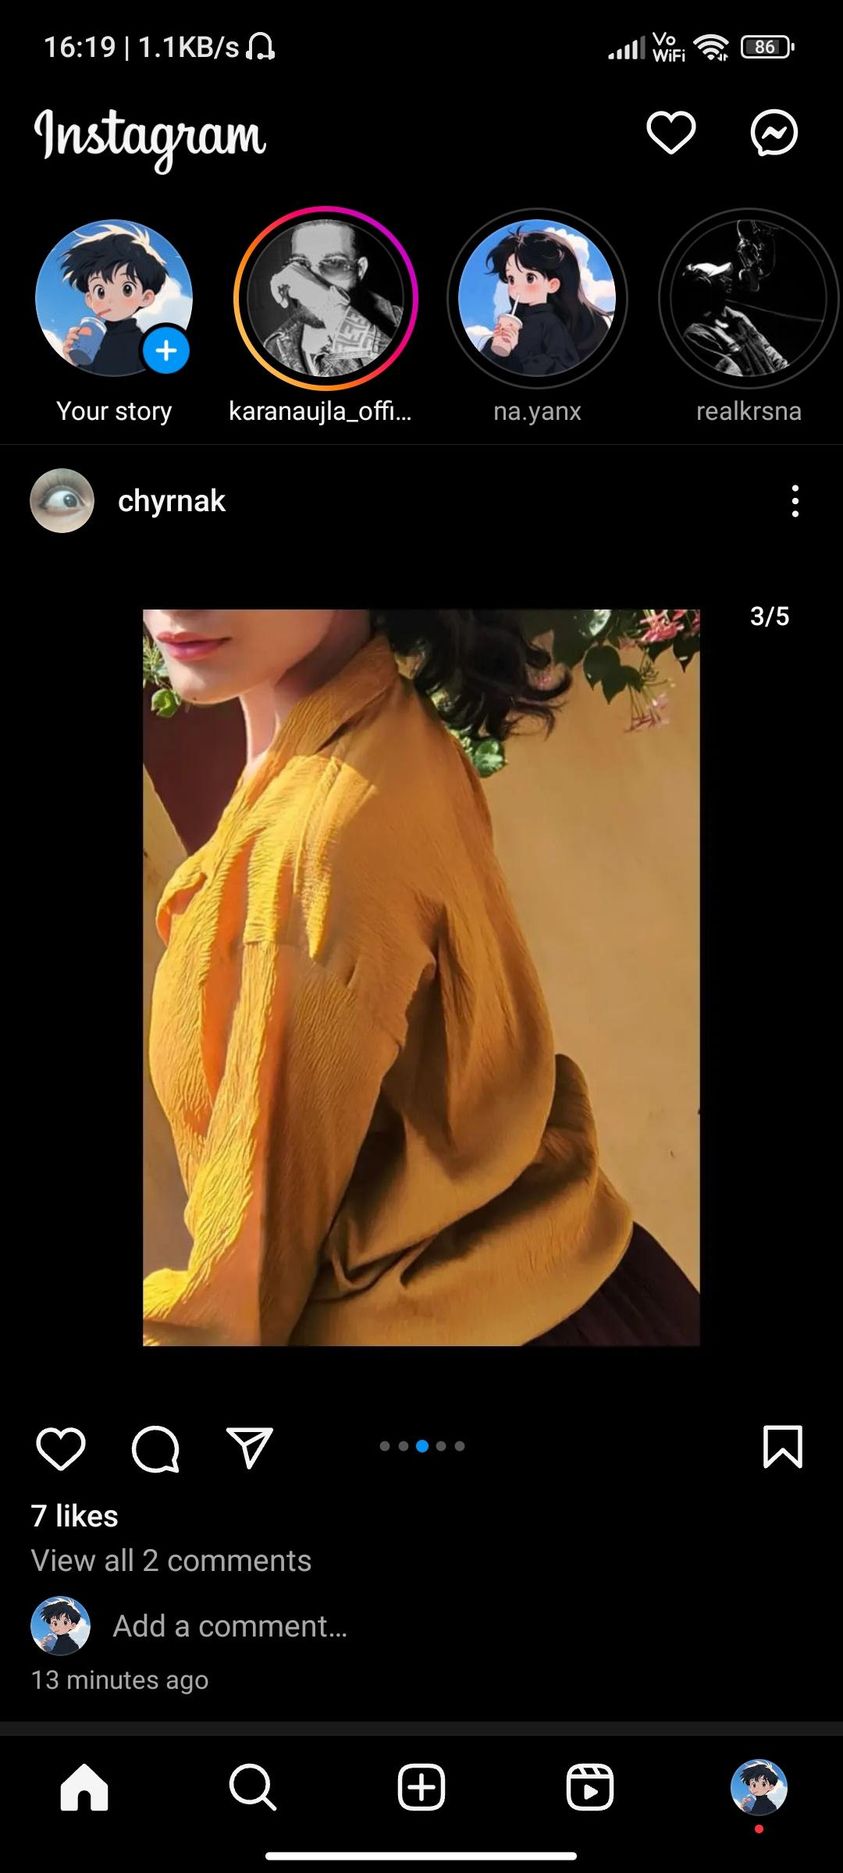 16:19 | 1.1KB/s
Vo WiFi 86
Instagram
Your story karanaujla_offi... na.yanx realkrsna
chyrnak
3/5
7 likes
View all 2 comments
Add a comment...
13 minutes ago